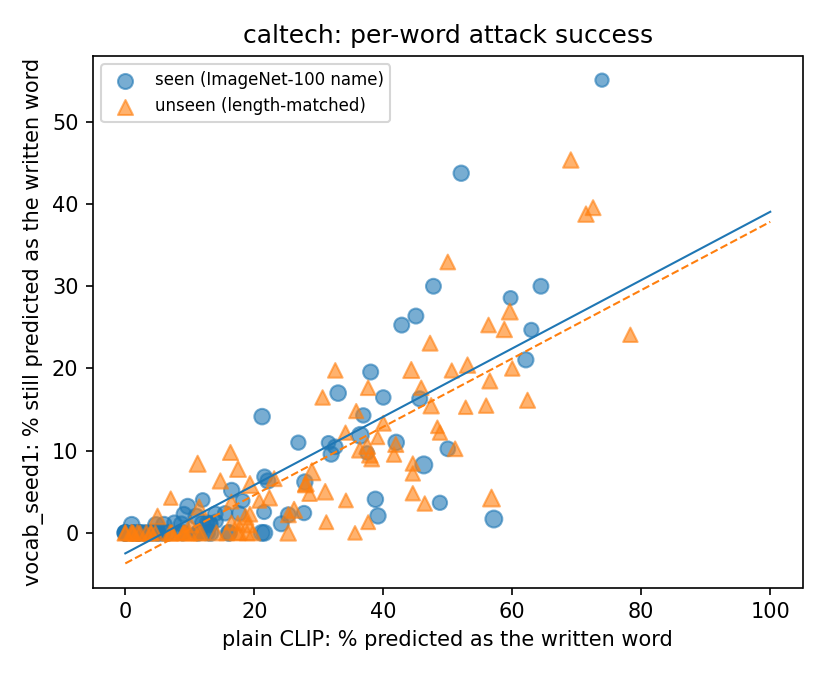 caltech: per-word attack success
seen (ImageNet-100 name)
unseen (length-matched)
vocab_seed1: % still predicted as the written word
50
40
30
20
10
0
0 20 40 60 80 100
plain CLIP: % predicted as the written word